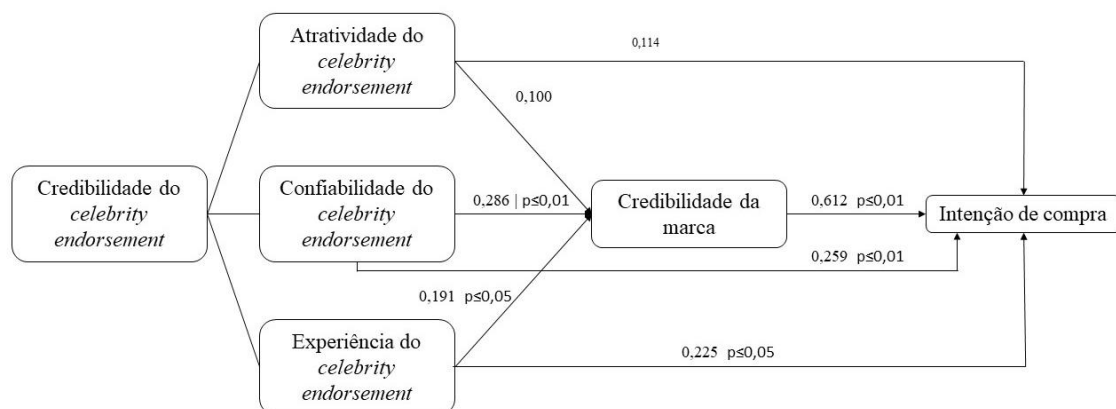 Atratividade do
celebrity
endorsement
0,114
0,100
Credibilidade do
celebrity
endorsement
Confiabilidade do
celebrity
endorsement
0,286 | p≤0,01
Credibilidade da
marca
0,612 p≤0,01
Intenção de compra
0,259 p≤0,01
0,191 p≤0,05
Experiência do
celebrity
endorsement
0,225 p≤0,05